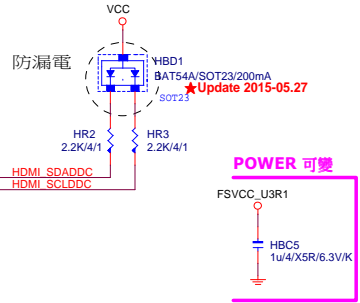 VCC
防漏電
HBD1
BAT54A/SOT23/200mA
SOT23
★Update 2015-05.27
HR2
2.2K/4/1
HR3
2.2K/4/1
HDMI_SDADDC
HDMI_SCLDDC
POWER 可變
FSVCC_U3R1
HBC5
1u/4/X5R/6.3V/K